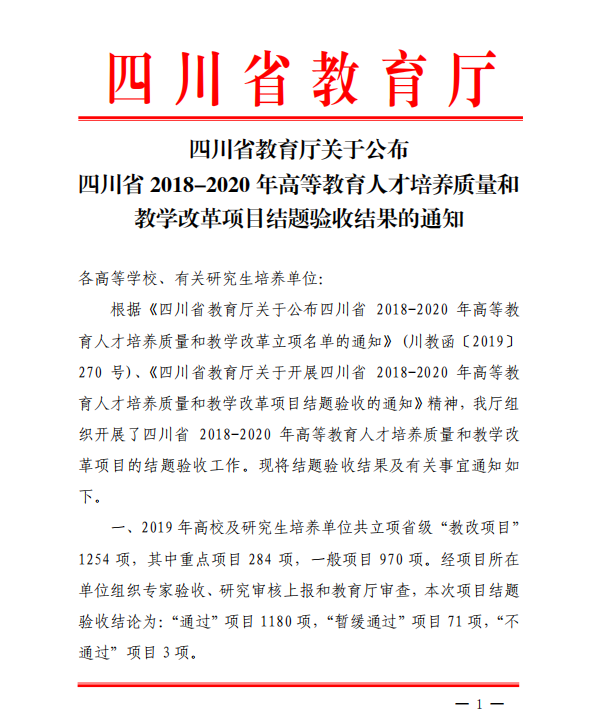 四川省教育厅
四川省教育厅关于公布
四川省 2018-2020 年高等教育人才培养质量和
教学改革项目结题验收结果的通知
各高等学校、有关研究生培养单位：
根据《四川省教育厅关于公布四川省 2018-2020 年高等教
育人才培养质量和教学改革立项名单的通知》(川教函〔2019〕
270 号)、《四川省教育厅关于开展四川省 2018-2020 年高等教
育人才培养质量和教学改革项目结题验收的通知》精神，我厅组
织开展了四川省 2018-2020 年高等教育人才培养质量和教学改
革项目的结题验收工作。现将结题验收结果及有关事宜通知如
下。
一、2019 年高校及研究生培养单位共立项省级“教改项目”
1254 项，其中重点项目 284 项，一般项目 970 项。经项目所在
单位组织专家验收、研究审核上报和教育厅审查，本次项目结题
验收结论为：“通过”项目 1180 项，“暂缓通过”项目 71 项，“不
通过” 项目 3 项。
— 1 —